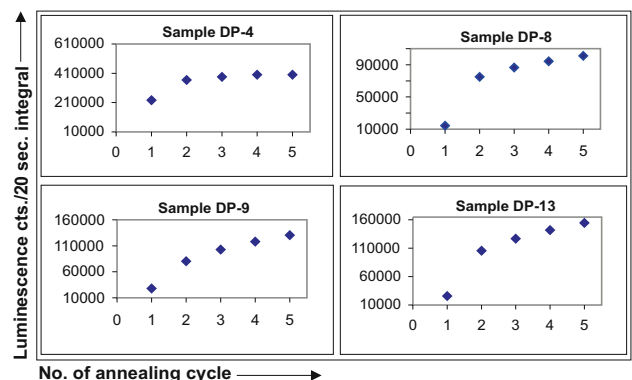 Luminescence cts./20 sec. integral
Sample DP-4
610000
410000
210000
10000
0 1 2 3 4 5
Sample DP-8
90000
50000
10000
0 1 2 3 4 5
Sample DP-9
160000
110000
60000
10000
0 1 2 3 4 5
Sample DP-13
160000
110000
60000
10000
0 1 2 3 4 5
No. of annealing cycle